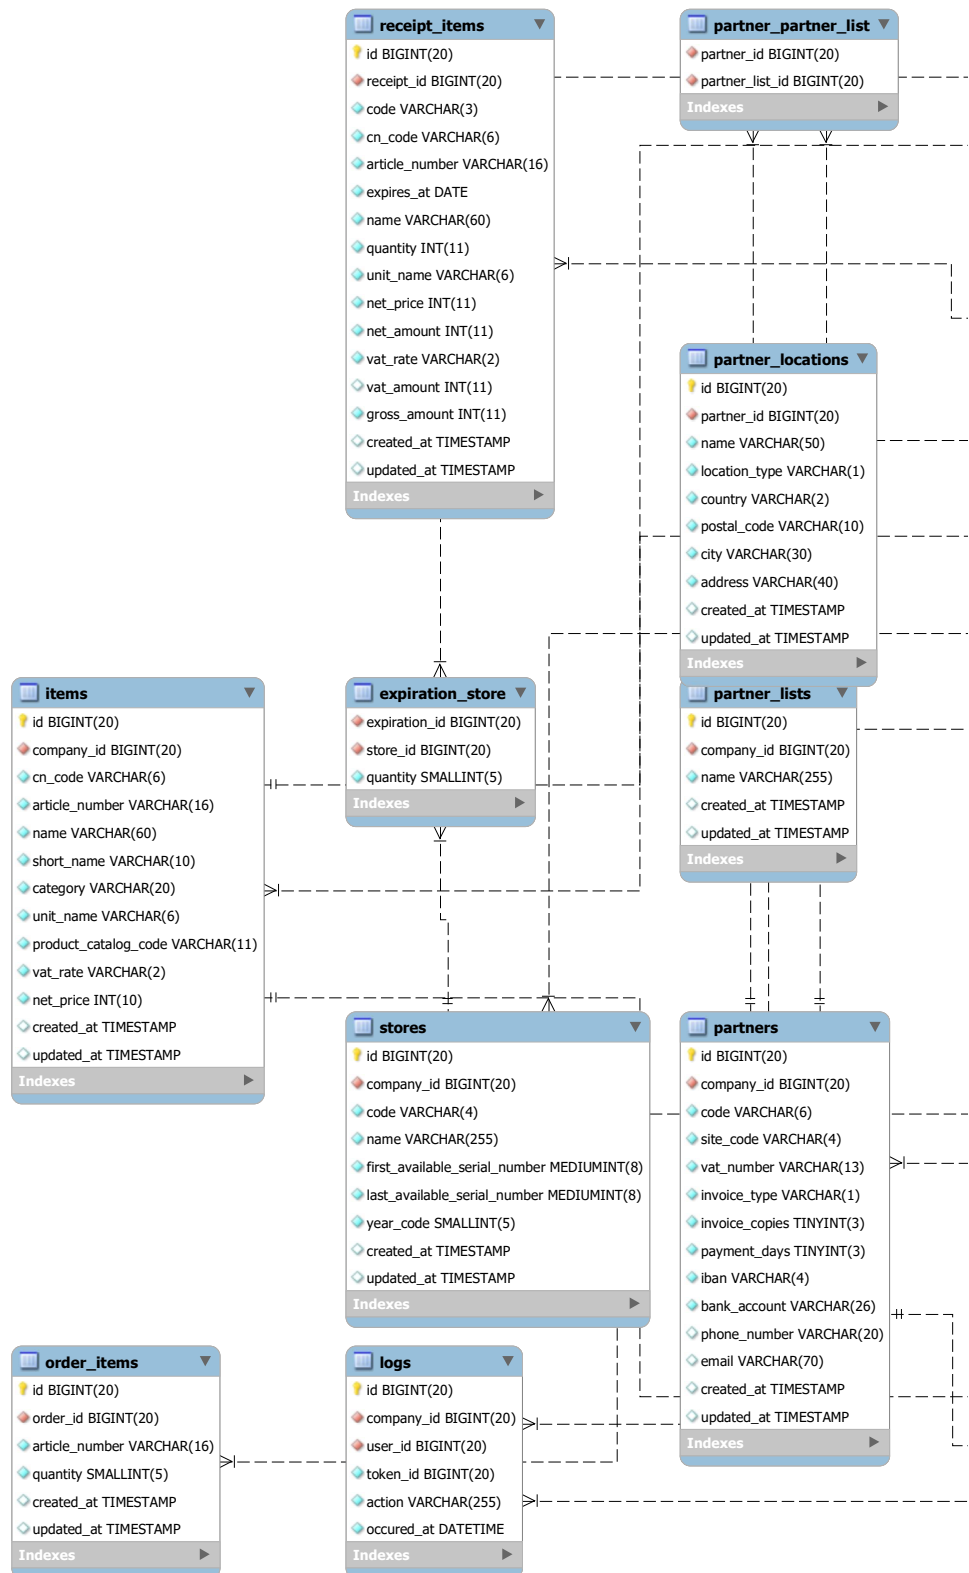 receipt_items
id BIGINT(20)
receipt_id BIGINT(20)
code VARCHAR(3)
cn_code VARCHAR(6)
article_number VARCHAR(16)
expires_at DATE
name VARCHAR(60)
quantity INT(11)
unit_name VARCHAR(6)
net_price INT(11)
net_amount INT(11)
vat_rate VARCHAR(2)
vat_amount INT(11)
gross_amount INT(11)
created_at TIMESTAMP
updated_at TIMESTAMP
Indexes
partner_partner_list
partner_id BIGINT(20)
partner_list_id BIGINT(20)
Indexes
partner_locations
id BIGINT(20)
partner_id BIGINT(20)
name VARCHAR(50)
location_type VARCHAR(1)
country VARCHAR(2)
postal_code VARCHAR(10)
city VARCHAR(30)
address VARCHAR(40)
created_at TIMESTAMP
updated_at TIMESTAMP
Indexes
items
id BIGINT(20)
company_id BIGINT(20)
cn_code VARCHAR(6)
article_number VARCHAR(16)
name VARCHAR(60)
short_name VARCHAR(10)
category VARCHAR(20)
unit_name VARCHAR(6)
product_catalog_code VARCHAR(11)
vat_rate VARCHAR(2)
net_price INT(10)
created_at TIMESTAMP
updated_at TIMESTAMP
Indexes
expiration_store
expiration_id BIGINT(20)
store_id BIGINT(20)
quantity SMALLINT(5)
Indexes
partner_lists
id BIGINT(20)
company_id BIGINT(20)
name VARCHAR(255)
created_at TIMESTAMP
updated_at TIMESTAMP
Indexes
stores
id BIGINT(20)
company_id BIGINT(20)
code VARCHAR(4)
name VARCHAR(255)
first_available_serial_number MEDIUMINT(8)
last_available_serial_number MEDIUMINT(8)
year_code SMALLINT(5)
created_at TIMESTAMP
updated_at TIMESTAMP
Indexes
partners
id BIGINT(20)
company_id BIGINT(20)
code VARCHAR(6)
site_code VARCHAR(4)
vat_number VARCHAR(13)
invoice_type VARCHAR(1)
invoice_copies TINYINT(3)
payment_days TINYINT(3)
iban VARCHAR(4)
bank_account VARCHAR(26)
phone_number VARCHAR(20)
email VARCHAR(70)
created_at TIMESTAMP
updated_at TIMESTAMP
Indexes
order_items
id BIGINT(20)
order_id BIGINT(20)
article_number VARCHAR(16)
quantity SMALLINT(5)
created_at TIMESTAMP
updated_at TIMESTAMP
Indexes
logs
id BIGINT(20)
company_id BIGINT(20)
user_id BIGINT(20)
token_id BIGINT(20)
action VARCHAR(255)
occured_at DATETIME
Indexes